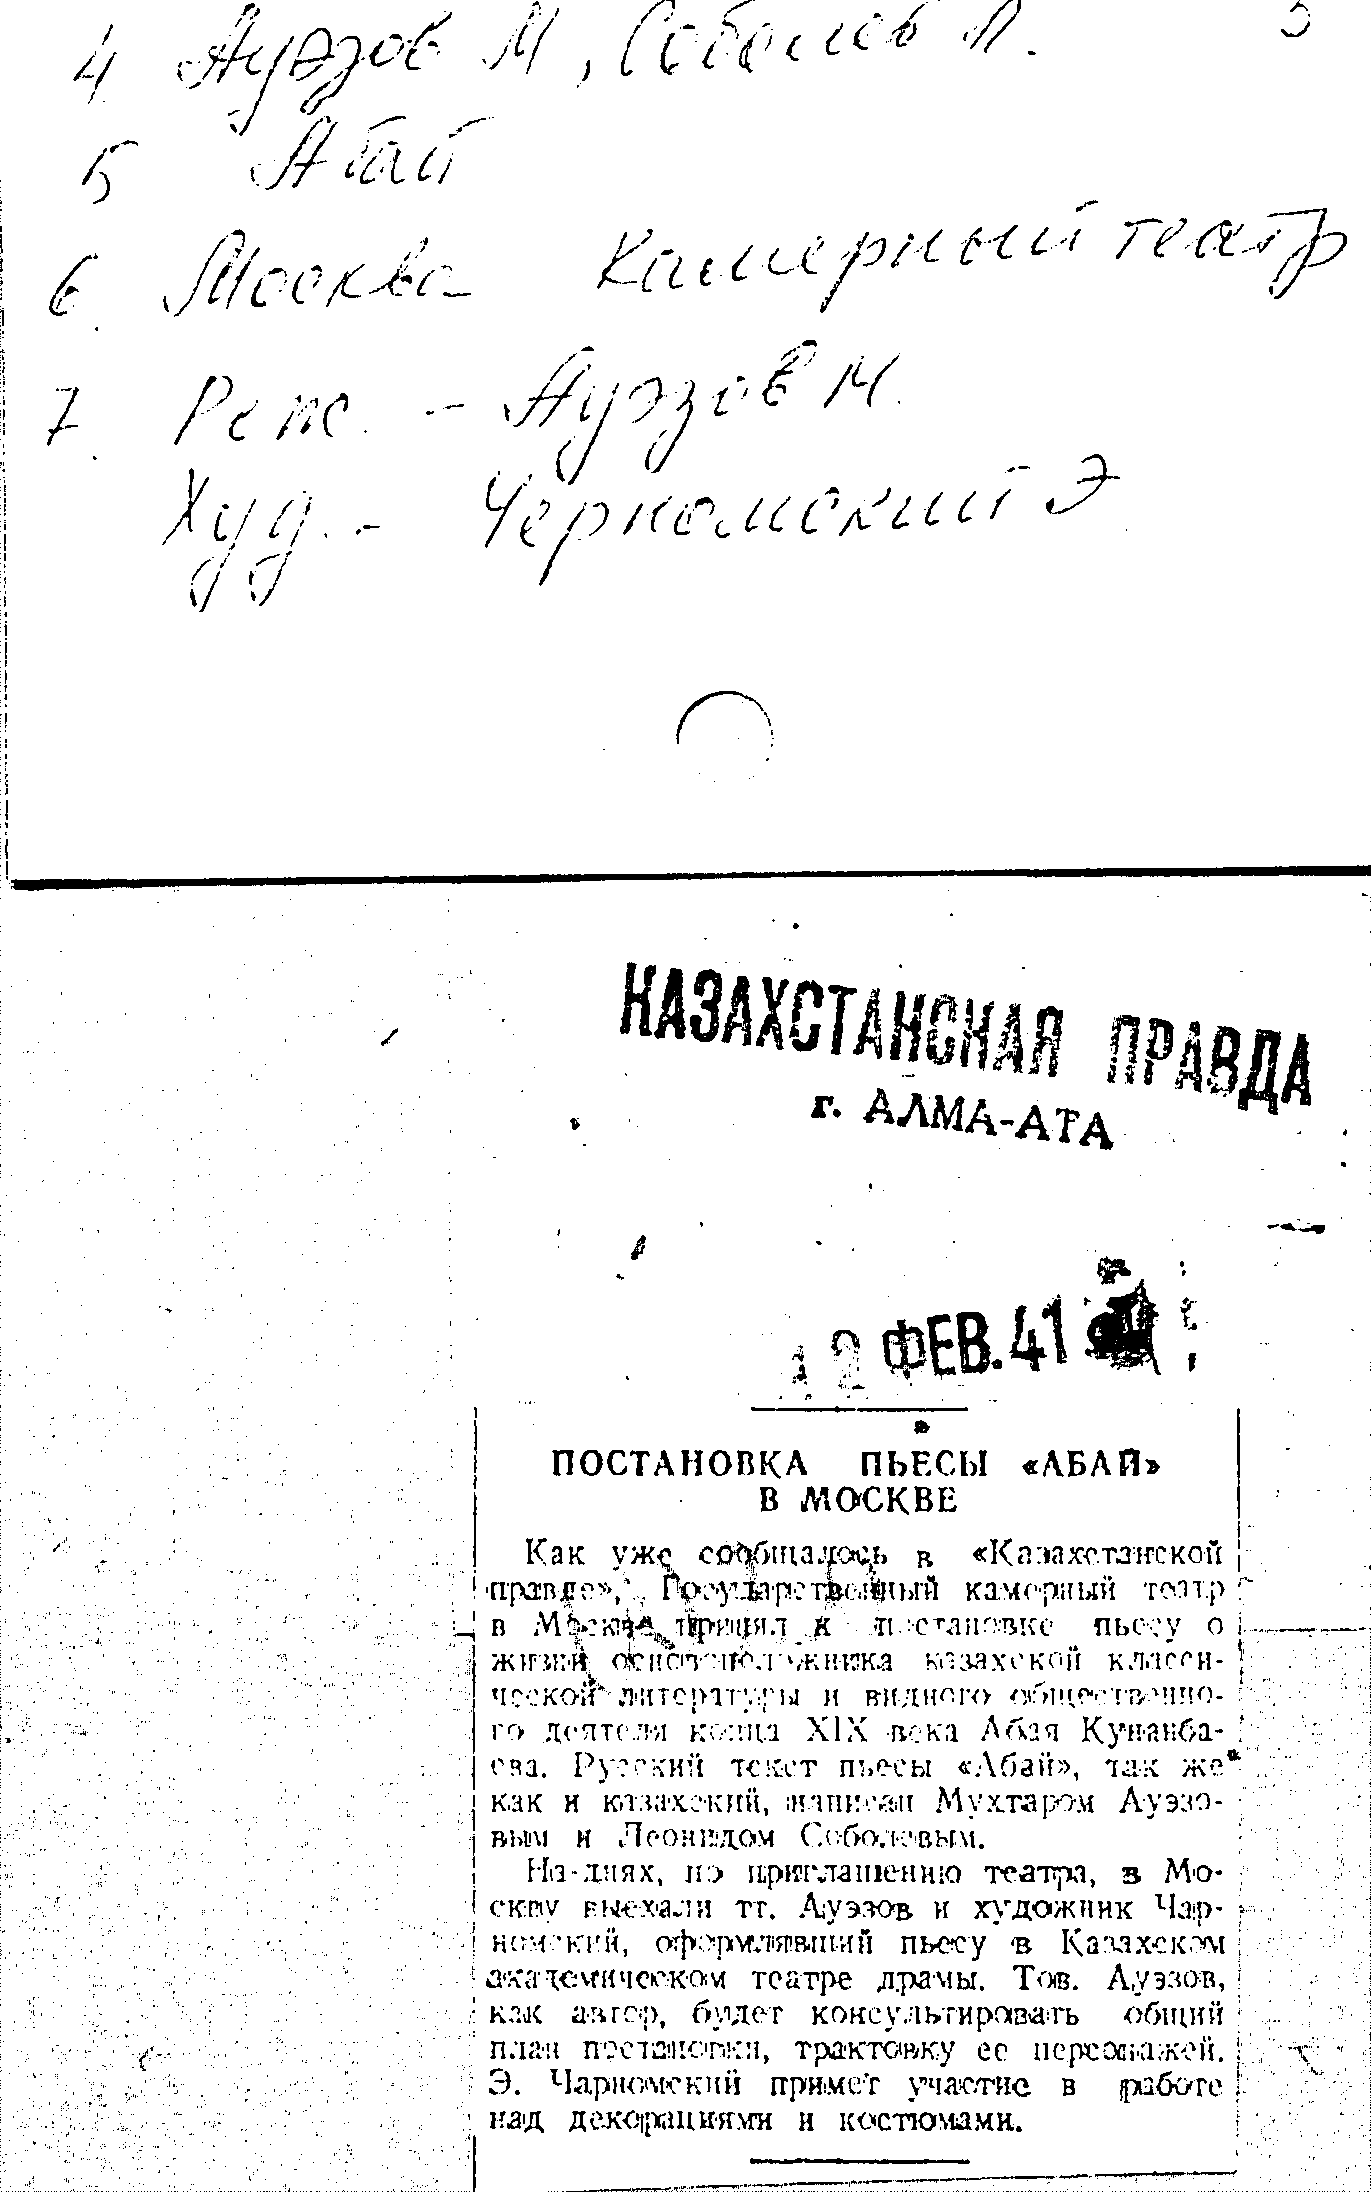 4. Ауэзов М, Соболев Л.
5 Абай
6. Москва Камерный театр
7. Реж. - Ауэзов М.
Худ. - Черномский Э
КАЗАХСТАНСКАЯ ПРАВДА
г. АЛМА-АТА
12 ФЕВ. 41
ПОСТАНОВКА ПЬЕСЫ «АБАЙ»
В МОСКВЕ
Как уже сообщалось в «Казахстанской
правде», Государственный камерный театр
в Москве принял к постановке пьесу о
жизни основоположника казахской класси-
ческой литературы и видного общественно-
го деятеля конца XIX века Абая Кунанба-
ева. Русский текст пьесы «Абай», так же
как и казахский, написан Мухтаром Ауэзо-
вым и Леонидом Соболевым.
На-днях, по приглашению театра, в Мо-
скву выехали тт. Ауэзов и художник Чар-
номский, оформлявший пьесу в Казахском
академическом театре драмы. Тов. Ауэзов,
как автор, будет консультировать общий
план постановки, трактовку ее персонажей.
Э. Чарномский примет участие в работе
над декорациями и костюмами.